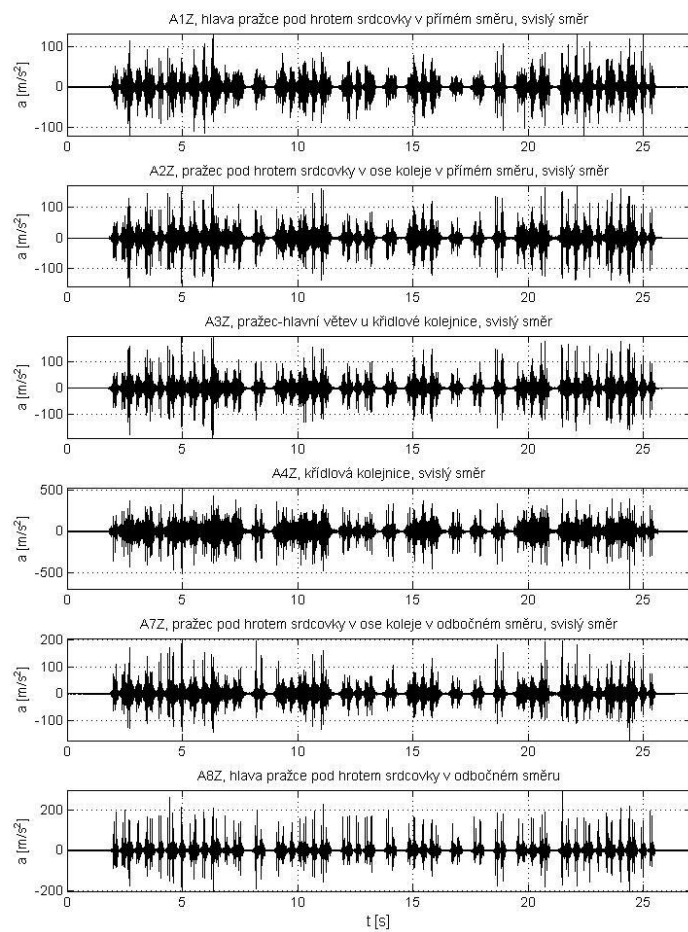 A1Z, hlava pražce pod hrotem srdcovky v přímém směru, svislý směr
a [m/s²]
100
0
-100
0 5 10 15 20 25
A2Z, pražec pod hrotem srdcovky v ose koleje v přímém směru, svislý směr
a [m/s²]
100
0
-100
0 5 10 15 20 25
A3Z, pražec-hlavní větev u křidlové kolejnice, svislý směr
a [m/s²]
100
0
-100
0 5 10 15 20 25
A4Z, křídlová kolejnice, svislý směr
a [m/s²]
500
0
-500
0 5 10 15 20 25
A7Z, pražec pod hrotem srdcovky v ose koleje v odbočném směru, svislý směr
a [m/s²]
200
100
0
-100
0 5 10 15 20 25
A8Z, hlava pražce pod hrotem srdcovky v odbočném směru
a [m/s²]
200
0
-200
0 5 10 15 20 25
t [s]